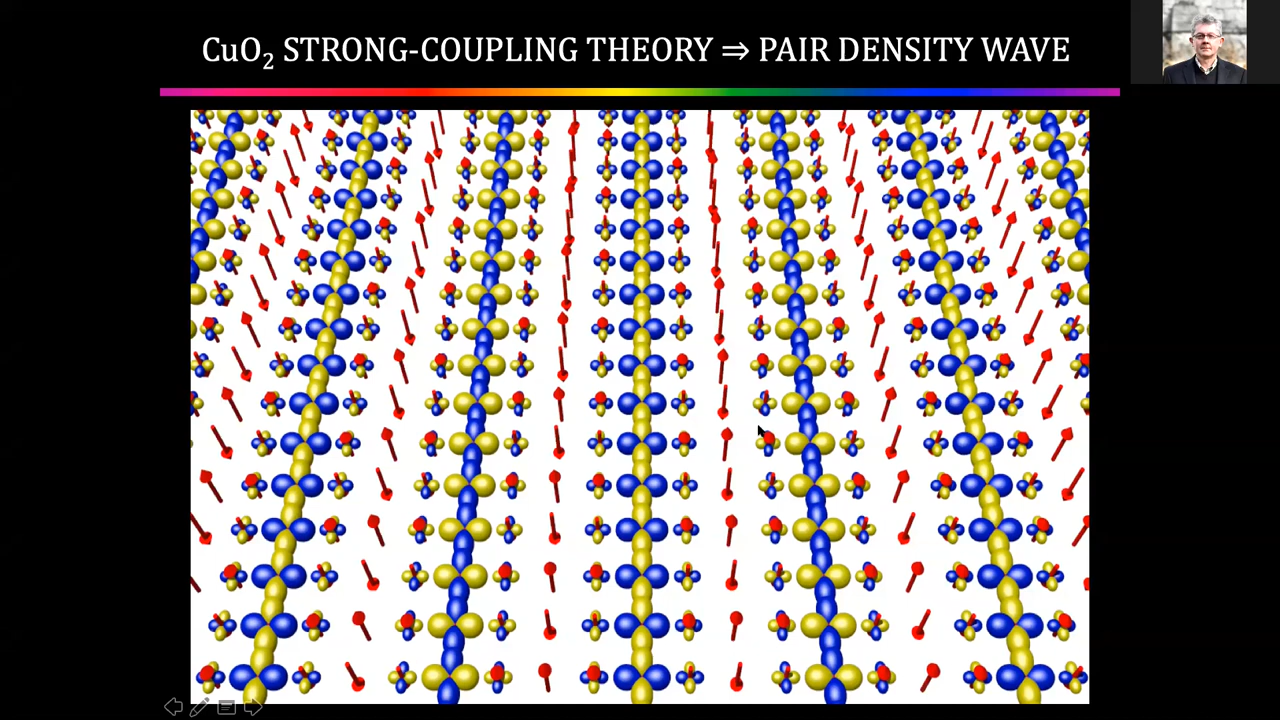 CuO₂ STRONG-COUPLING THEORY ⇒ PAIR DENSITY WAVE